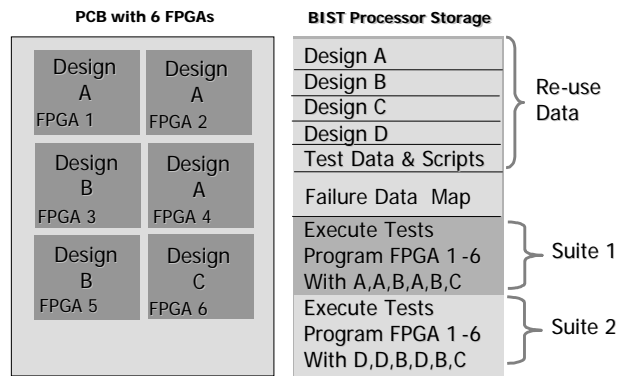 PCB with 6 FPGAs
Design
A
FPGA 1
Design
A
FPGA 2
Design
B
FPGA 3
Design
A
FPGA 4
Design
B
FPGA 5
Design
C
FPGA 6
BIST Processor Storage
Design A
Design B
Design C
Design D
Test Data & Scripts
Re-use
Data
Failure Data Map
Execute Tests
Program FPGA 1 -6
With A,A,B,A,B,C
Suite 1
Execute Tests
Program FPGA 1 -6
With D,D,B,D,B,C
Suite 2